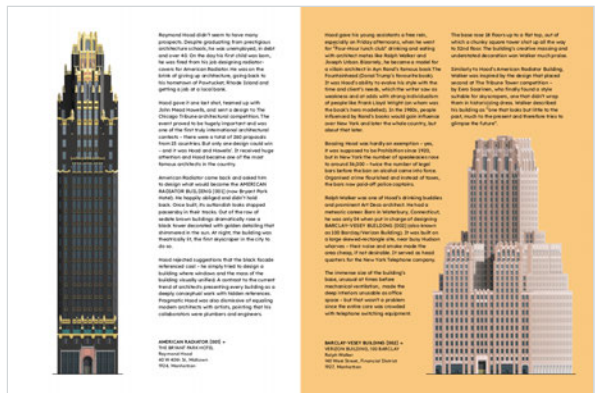 Raymond Hood didn't seem to have many
prospects. Despite graduating from prestigious
architecture schools, he was unemployed, in debt
and over 40. On the day his first child was born,
he was fired from his job designing radiator-
covers for American Radiator. He was on the
brink of giving up architecture, going back to
his hometown of Pawtucket, Rhode Island and
getting a job at a local bank.
Hood gave it one last shot, teamed up with
John Mead Howells, and sent a design to The
Chicago Tribune architectural competition. The
event proved to be hugely important and was
one of the first truly international architectural
contests – there were a total of 260 proposals
from 23 countries. But only one design could win
– and it was Hood and Howells'. It received huge
attention and Hood became one of the most
famous architects in the country.
American Radiator came back and asked him
to design what would become the AMERICAN
RADIATOR BUILDING [001] (now Bryant Park
Hotel). He happily obliged and didn't hold
back. Once built, its outlandish looks stopped
passersby in their tracks. Out of the row of
sedate brown buildings dramatically rose a
black tower decorated with golden detailing that
shimmered in the sun. At night, the building was
theatrically lit, the first skyscraper in the city to
do so.
Hood rejected suggestions that the black facade
referenced coal – he simply tried to design a
building where windows and the mass of the
building visually unified. A contrast to the current
trend of architects presenting every building as a
deeply conceptual work with hidden references.
Pragmatic Hood was also dismissive of equaling
modern architects with artists, pointing that his
collaborators were plumbers and engineers.
AMERICAN RADIATOR [001] +
THE BRYANT PARK HOTEL
Raymond Hood
40 W 40th St, Midtown
1924, Manhattan
Hood gave his young assistants a free rein,
especially on Friday afternoons, when he went
for "Four Hour lunch club" drinking and eating
with architect mates like Ralph Walker and
Joseph Urban. Bizarrely, he became a model for
a villain architect in Ayn Rand's famous book The
Fountainhead (Donald Trump's favourite book).
It was Hood's ability to evolve his style with the
time and client's needs, which the writer saw as
weakness and at odds with strong individualism
of people like Frank Lloyd Wright (on whom was
the book's hero modelled). In the 1980s, people
influenced by Rand's books would gain influence
over New York and later the whole country, but
about that later.
Boozing Hood was hardly an exemption – yes,
it was supposed to be Prohibition since 1920,
but in New York the number of speakeasies rose
to around 36,000 – twice the number of legal
bars before the ban on alcohol came into force.
Organised crime flourished and instead of taxes,
the bars now paid off police captains.
Ralph Walker was one of Hood's drinking buddies
and prominent Art Deco architect. He had a
meteoric career. Born in Waterbury, Connecticut,
he was only 34 when put in charge of designing
BARCLAY-VESEY BUILDING [002] (also known
as 100 Barclay/Verizon Building). It was built on
a large skewed-rectangle site, near busy Hudson
wharves – their noise and smoke made the
area cheap, if not desirable. It served as head
quarters for the New York Telephone company.
The immense size of the building's
base, unusual at times before
mechanical ventilation, made the
deep interiors unusable as office
space – but that wasn't a problem
since the entire core was crowded
with telephone switching equipment.
BARCLAY-VESEY BUILDING [002] +
VERIZON BUILDING, 100 BARCLAY
Ralph Walker
140 West Street, Financial District
1927, Manhattan
The base rose 18 floors up to a flat top, out of
which a chunky square tower shot up all the way
to 32nd floor. The building's creative massing and
understated decoration won Walker much praise.
Similarly to Hood's American Radiator Building,
Walker was inspired by the design that placed
second at The Tribune Tower competition –
by Eero Saarinen, who finally found a style
suitable for skyscrapers, one that didn't wrap
them in historicizing dress. Walker described
his building as "one that looks but little to the
past, much to the present and therefore tries to
glimpse the future".